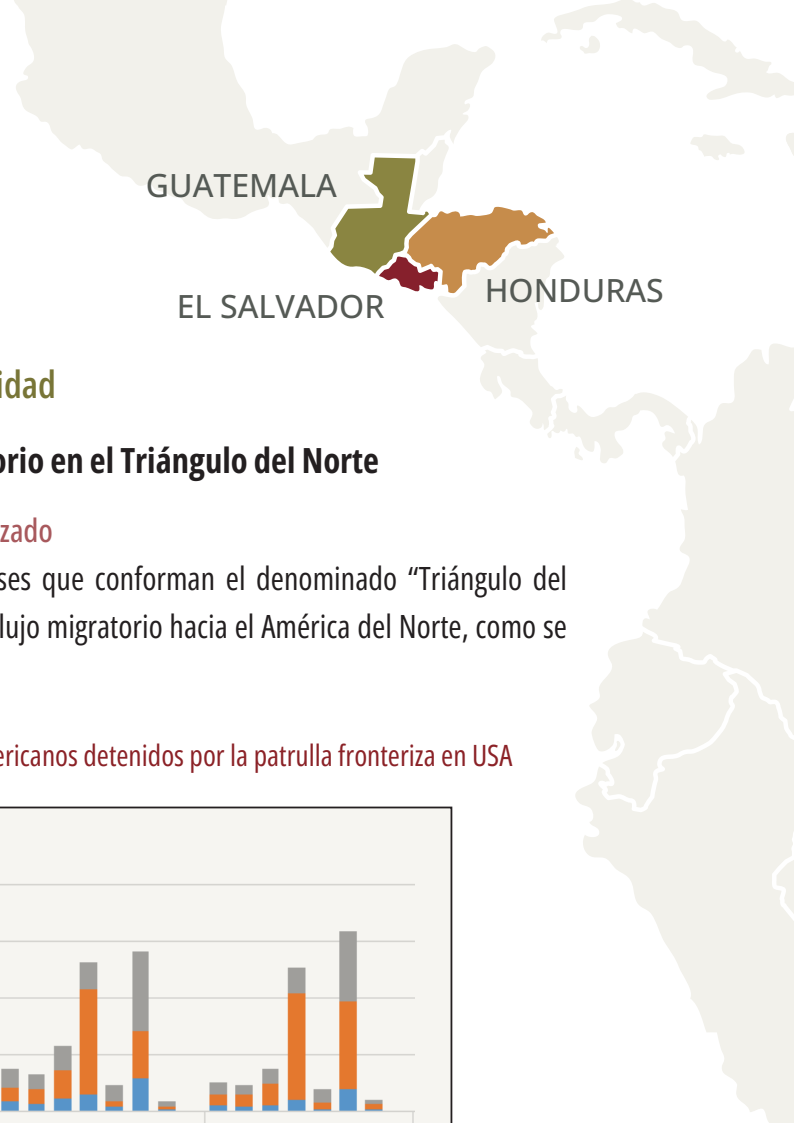 GUATEMALA
EL SALVADOR
HONDURAS
idad
orio en el Triángulo del Norte
zado
ses que conforman el denominado “Triángulo del
lujo migratorio hacia el América del Norte, como se
ericanos detenidos por la patrulla fronteriza en USA